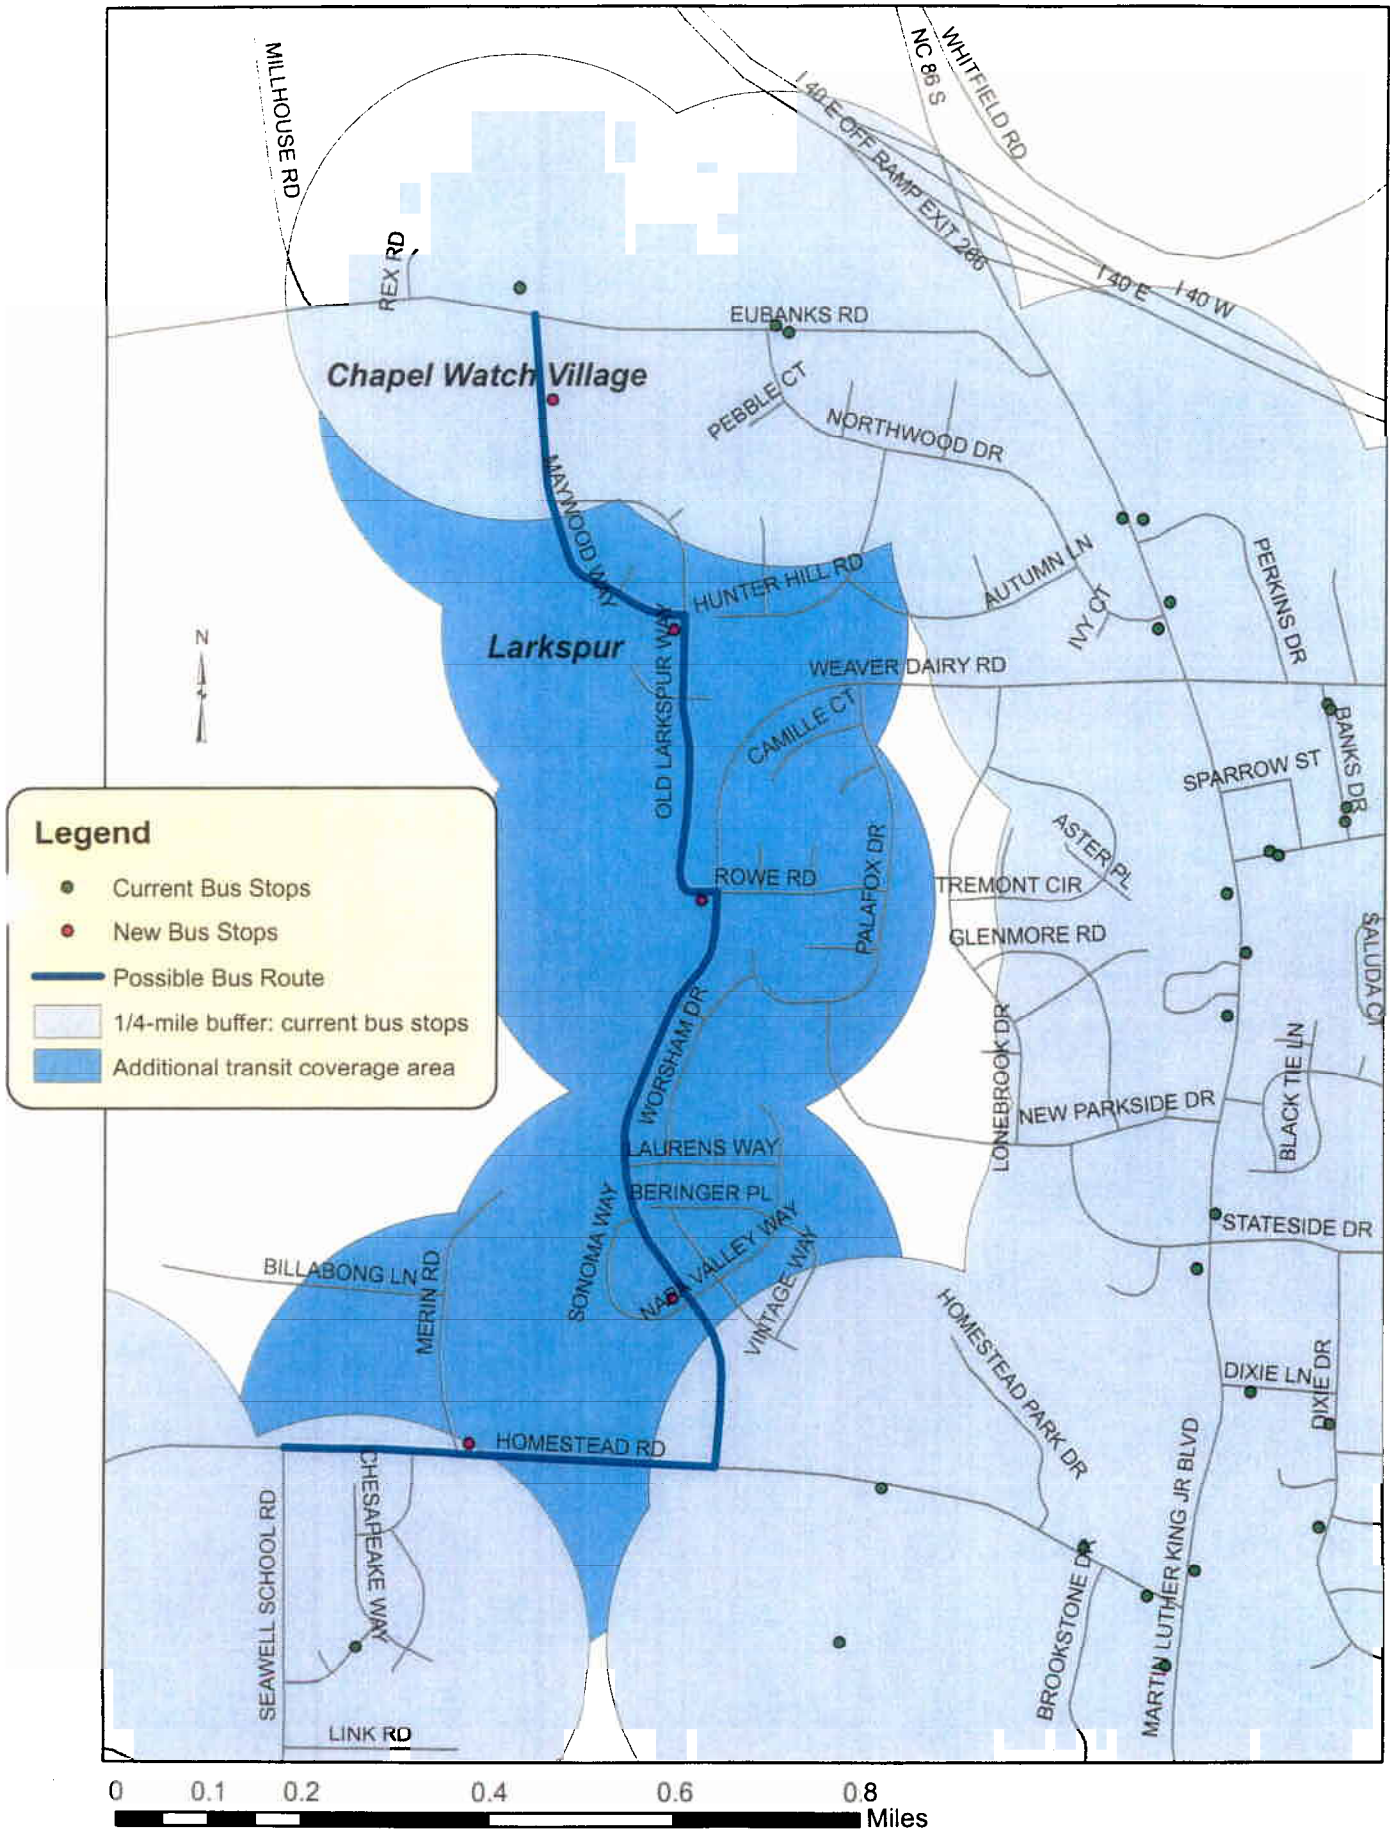 MILLHOUSE RD
NC 86 S
WHITFIELD RD
I 40 E OFF RAMP EXIT 266
I 40 E
I 40 W
REX RD
EUBANKS RD
Chapel Watch Village
PEBBLE CT
NORTHWOOD DR
MAYWOOD WAY
HUNTER HILL RD
AUTUMN LN
IVY CT
PERKINS DR
N
Larkspur
OLD LARKSPUR WAY
WEAVER DAIRY RD
CAMILLE CT
SPARROW ST
BANKS DR
Legend
Current Bus Stops
New Bus Stops
Possible Bus Route
1/4-mile buffer: current bus stops
Additional transit coverage area
ROWE RD
PALAFOX DR
ASTER PL
TREMONT CIR
GLENMORE RD
SALUDA CT
WORSHAM DR
LONEBROOK DR
NEW PARKSIDE DR
BLACK TIE LN
LAURENS WAY
BERINGER PL
SONOMA WAY
NAPA VALLEY WAY
VINTAGE WAY
STATESIDE DR
BILLABONG LN
MERIN RD
HOMESTEAD PARK DR
DIXIE LN
DIXIE DR
HOMESTEAD RD
CHESAPEAKE WAY
SEAWELL SCHOOL RD
BROOKSTONE DR
MARTIN LUTHER KING JR BLVD
LINK RD
0 0.1 0.2 0.4 0.6 0.8
Miles